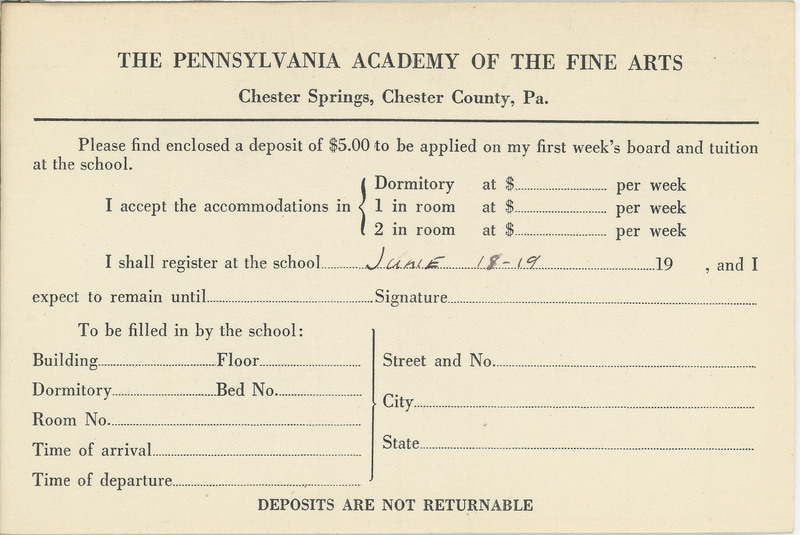 THE PENNSYLVANIA ACADEMY OF THE FINE ARTS
Chester Springs, Chester County, Pa.
Please find enclosed a deposit of $5.00 to be applied on my first week's board and tuition
at the school.
I accept the accommodations in
Dormitory at $ per week
1 in room at $ per week
2 in room at $ per week
I shall register at the school JUNE 18-19 19 , and I
expect to remain until Signature
To be filled in by the school:
Building Floor
Dormitory Bed No.
Room No.
Time of arrival
Time of departure
Street and No.
City
State
DEPOSITS ARE NOT RETURNABLE